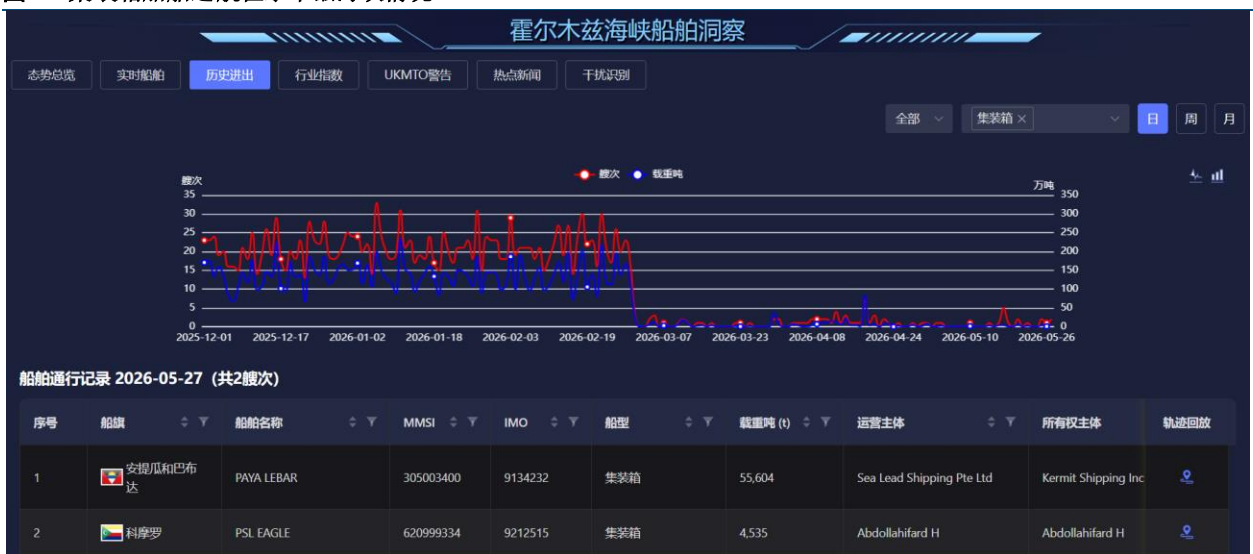 霍尔木兹海峡船舶洞察
态势总览 实时船舶 历史进出 行业指数 UKMTO警告 热点新闻 干扰识别
全部 集装箱 × 日 周 月
艘次 载重吨
艘次 万吨
35 350
30 300
25 250
20 200
15 150
10 100
5 50
0 0
2025-12-01 2025-12-17 2026-01-02 2026-01-18 2026-02-03 2026-02-19 2026-03-07 2026-03-23 2026-04-08 2026-04-24 2026-05-10 2026-05-26
船舶通行记录 2026-05-27（共2艘次）
序号 船旗 船舶名称 MMSI IMO 船型 载重吨 (t) 运营主体 所有权主体 轨迹回放
1 安提瓜和巴布达 PAYA LEBAR 305003400 9134232 集装箱 55,604 Sea Lead Shipping Pte Ltd Kermit Shipping Inc
2 科摩罗 PSL EAGLE 620999334 9212515 集装箱 4,535 Abdollahifard H Abdollahifard H